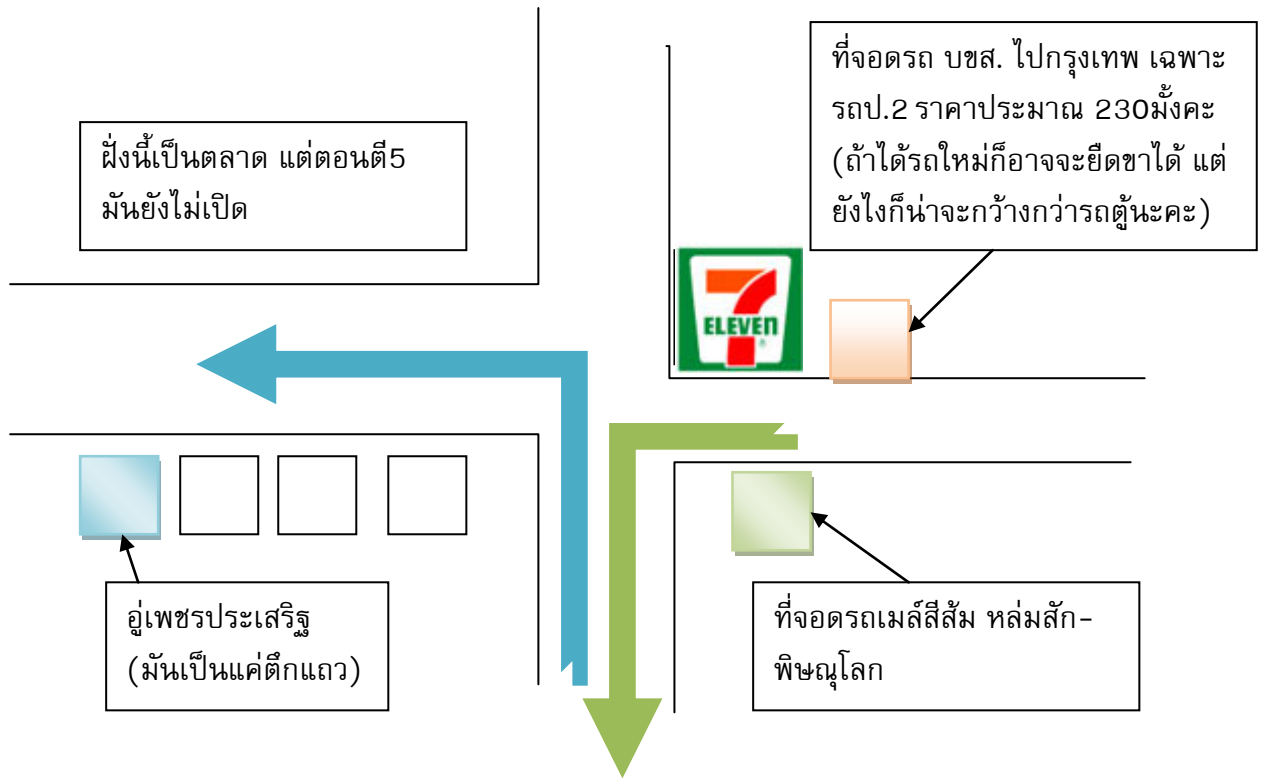 ที่จอดรถ บขส. ไปกรุงเทพ เฉพาะ
รถป.2 ราคาประมาณ 230มั้งคะ
(ถ้าได้รถใหม่ก็อาจจะยืดขาได้ แต่
ยังไงก็น่าจะกว้างกว่ารถตู้นะคะ)
ฝั่งนี้เป็นตลาด แต่ตอนตี5
มันยังไม่เปิด
7
ELEVEn
อู่เพชรประเสริฐ
(มันเป็นแค่ตึกแถว)
ที่จอดรถเมล์สีส้ม หล่มสัก-
พิษณุโลก